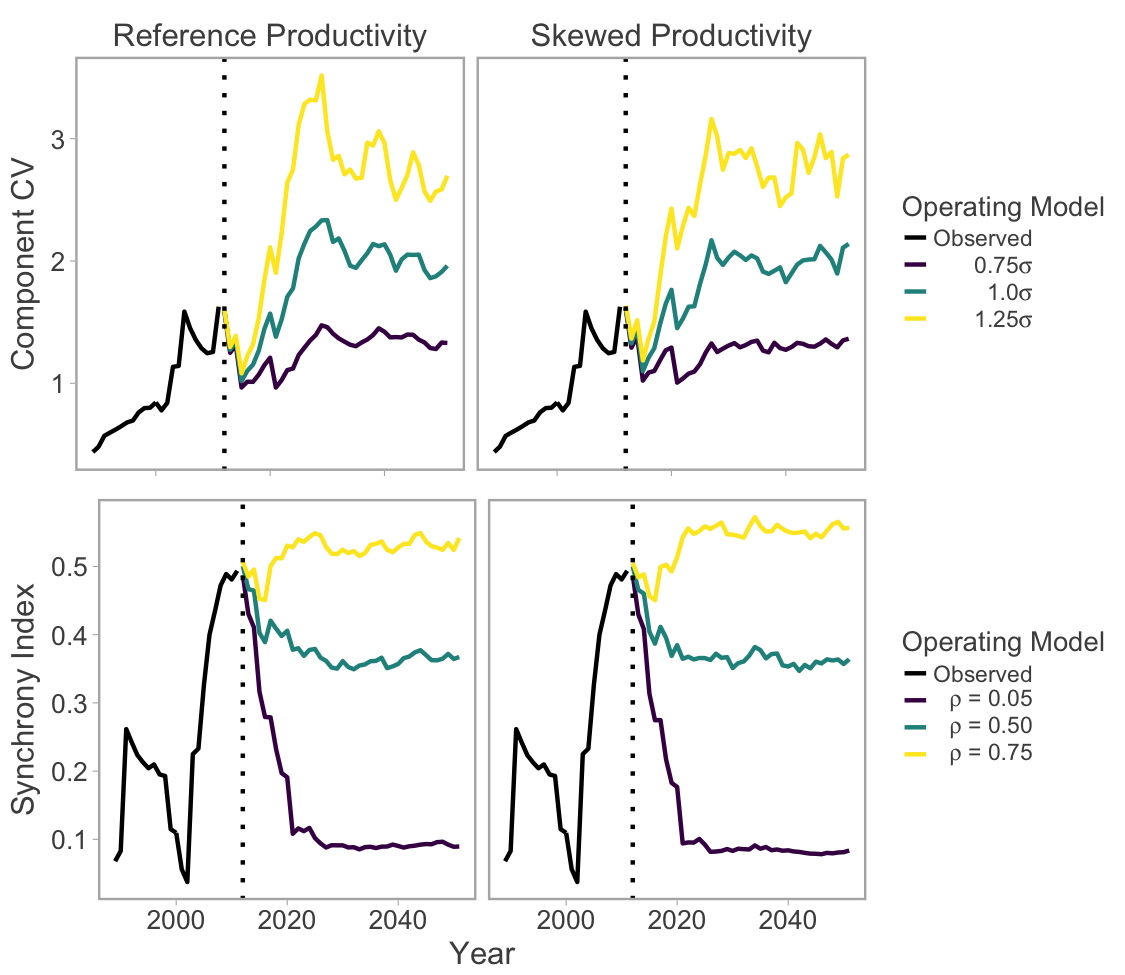 Reference Productivity
Skewed Productivity
Component CV
3
2
1
Operating Model
Observed
0.75σ
1.0σ
1.25σ
Synchrony Index
0.5
0.4
0.3
0.2
0.1
Operating Model
Observed
ρ = 0.05
ρ = 0.50
ρ = 0.75
2000 2020 2040
2000 2020 2040
Year